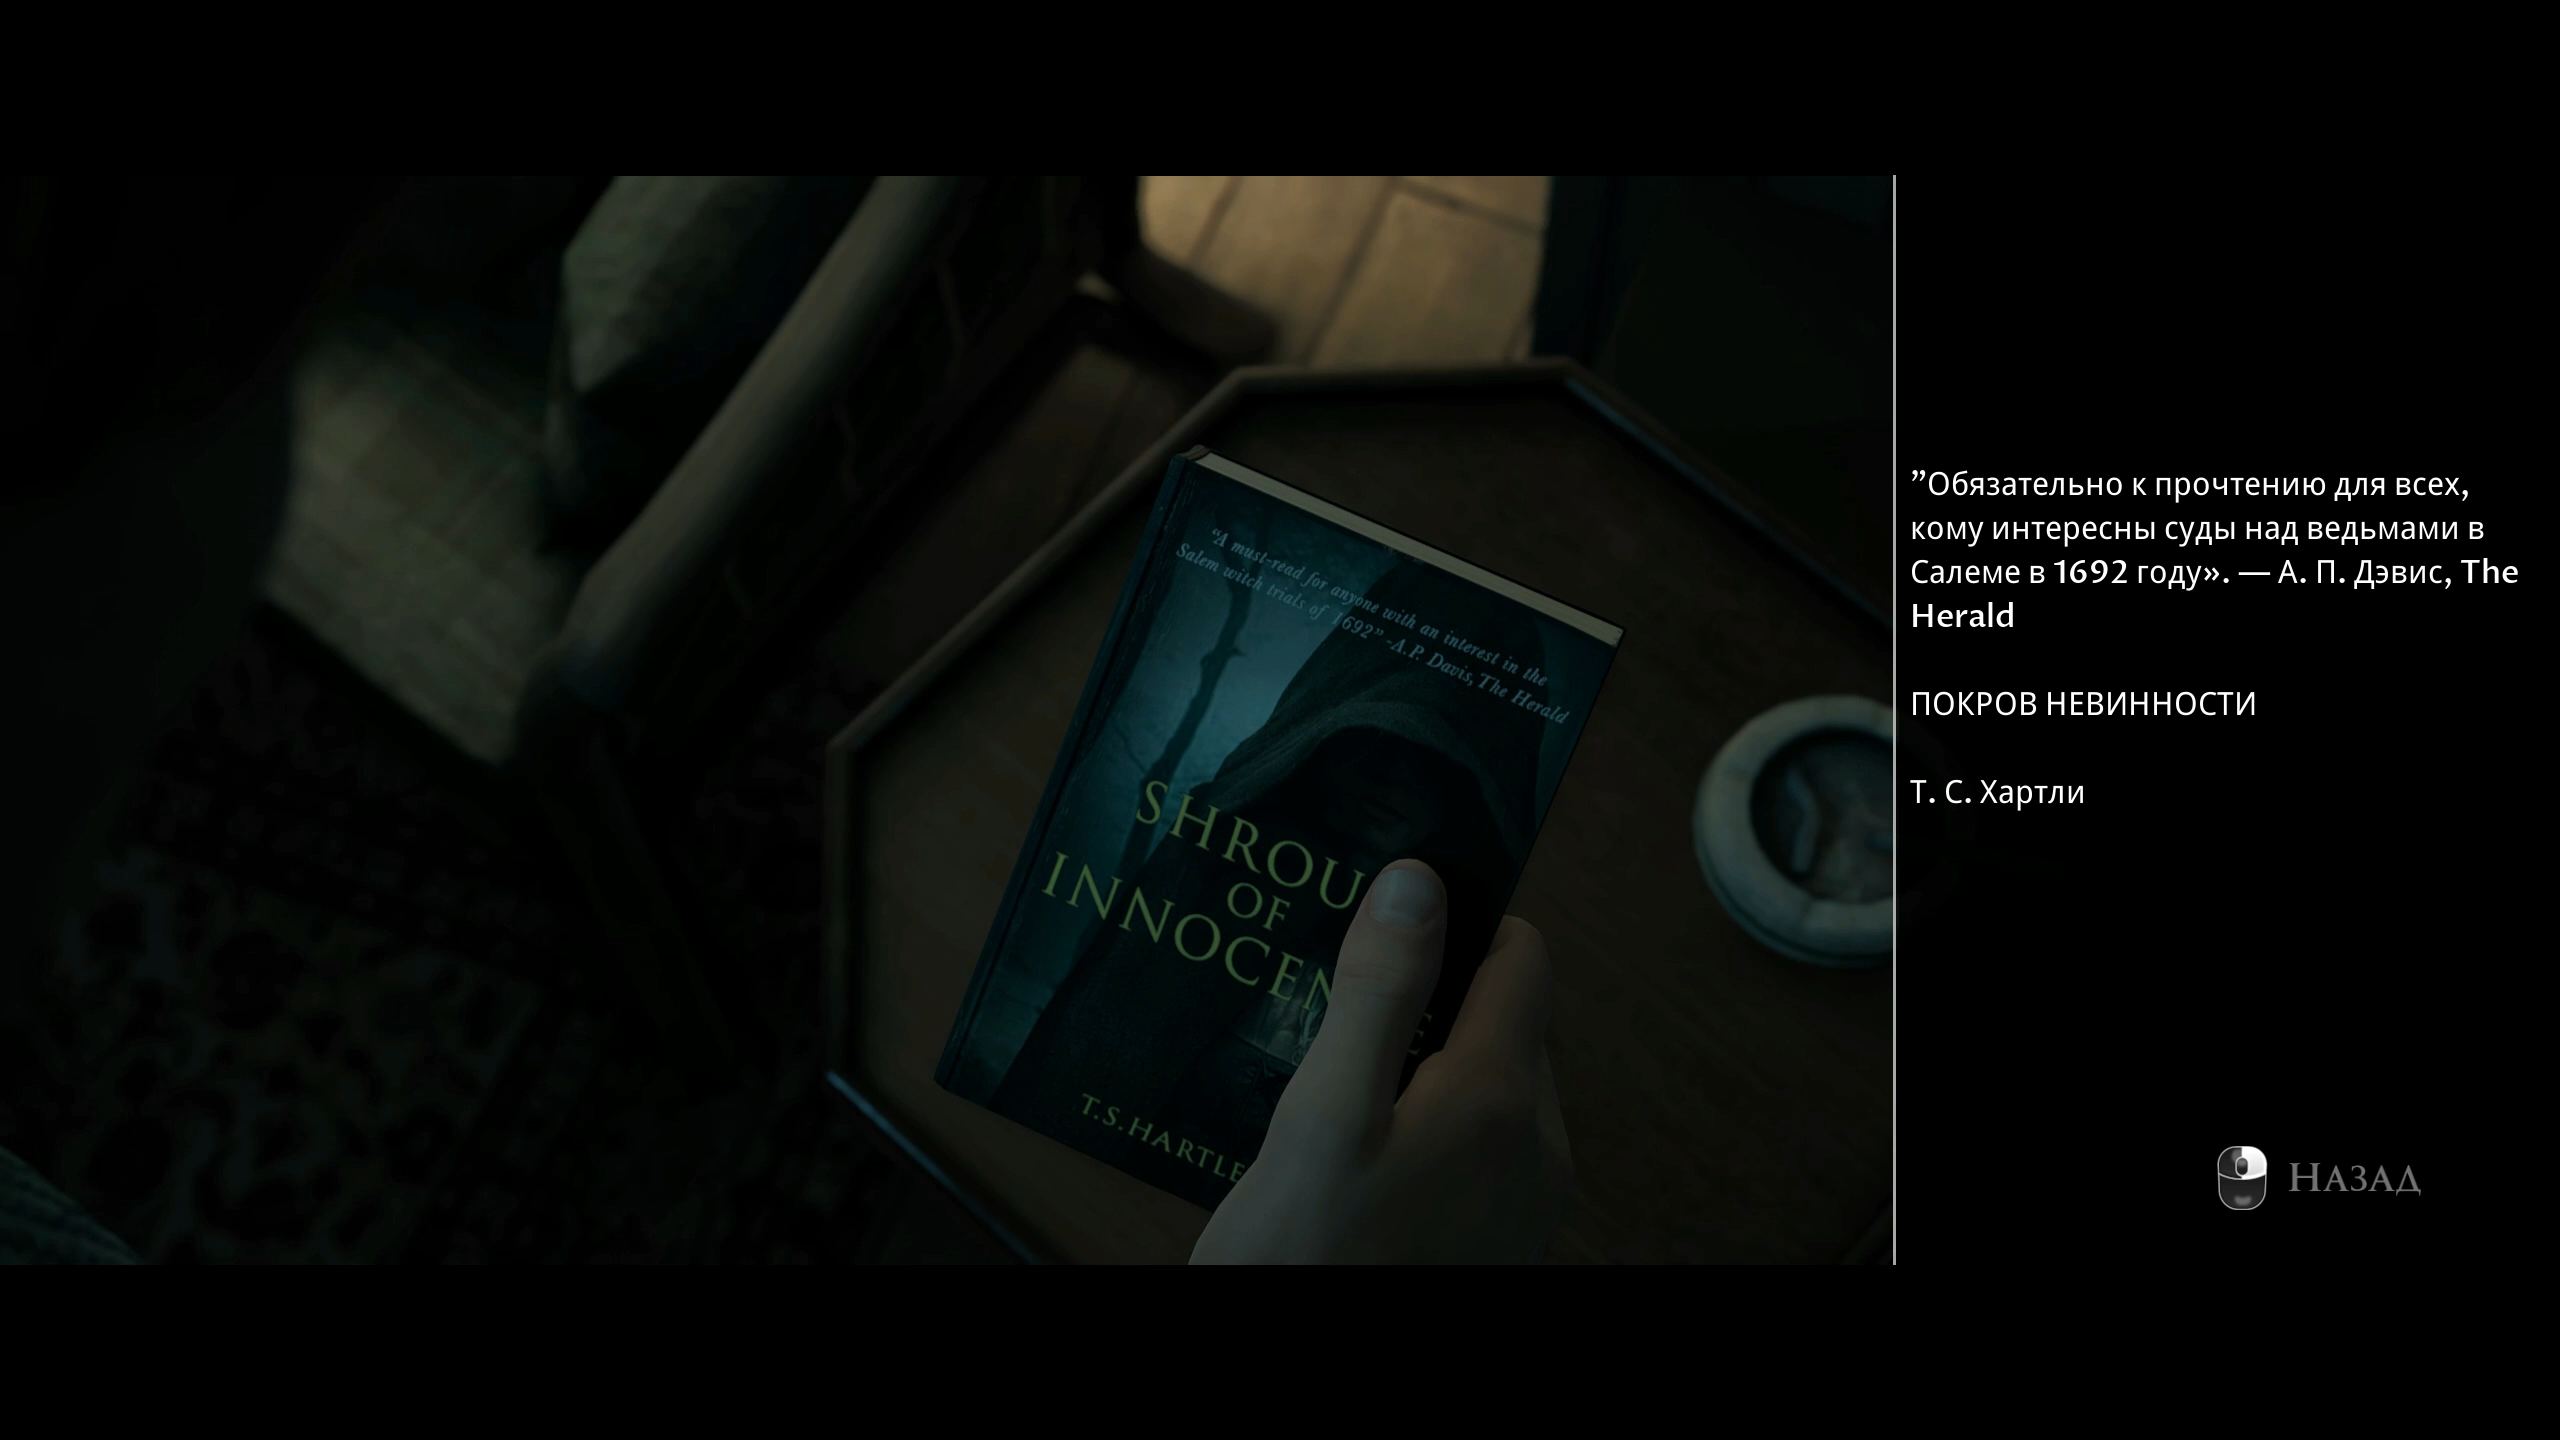 “A must-read for anyone with an interest in the
Salem witch trials of 1692” -A.P. Davis, The Herald
SHROU
OF
INNOCEN E
T.S.HARTLE
”Обязательно к прочтению для всех,
кому интересны суды над ведьмами в
Салеме в 1692 году». — А. П. Дэвис, The
Herald
ПОКРОВ НЕВИННОСТИ
Т. С. Хартли
НАЗАД